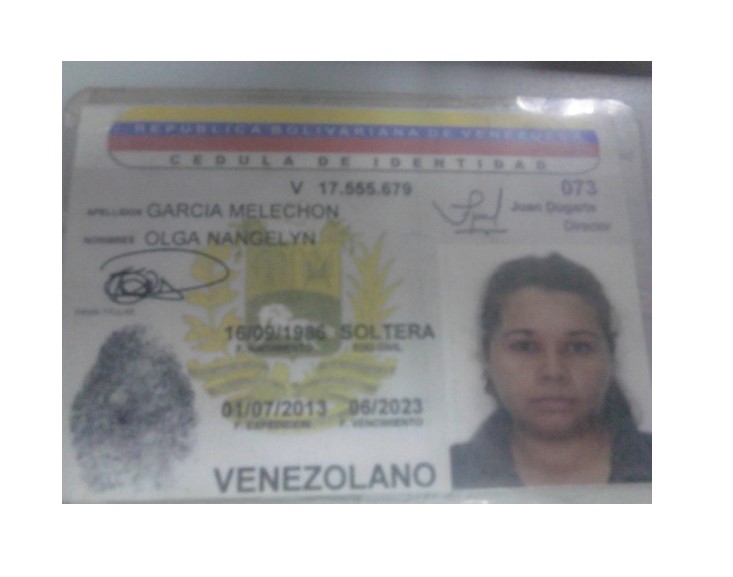 REPUBLICA BOLIVARIANA DE VENEZUELA
CEDULA DE IDENTIDAD
V 17.555.679
073
APELLIDOS GARCIA MELECHON
Juan Dugarte
Director
NOMBRES OLGA NANGELYN
FIRMA TITULAR
16/09/1986 SOLTERA
F. NACIMIENTO EDO CIVIL
01/07/2013 06/2023
F. EXPEDICION F. VENCIMIENTO
VENEZOLANO